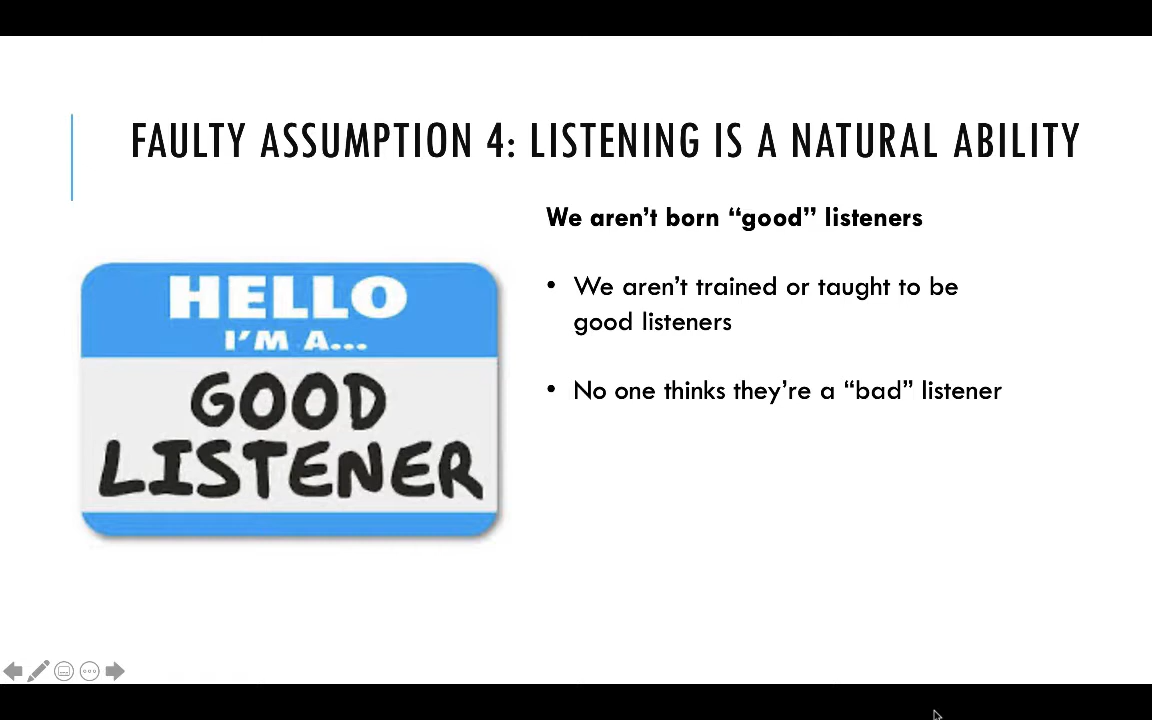 FAULTY ASSUMPTION 4: LISTENING IS A NATURAL ABILITY
We aren’t born “good” listeners
• We aren’t trained or taught to be
good listeners
• No one thinks they’re a “bad” listener
HELLO
I’M A...
GOOD
LISTENER